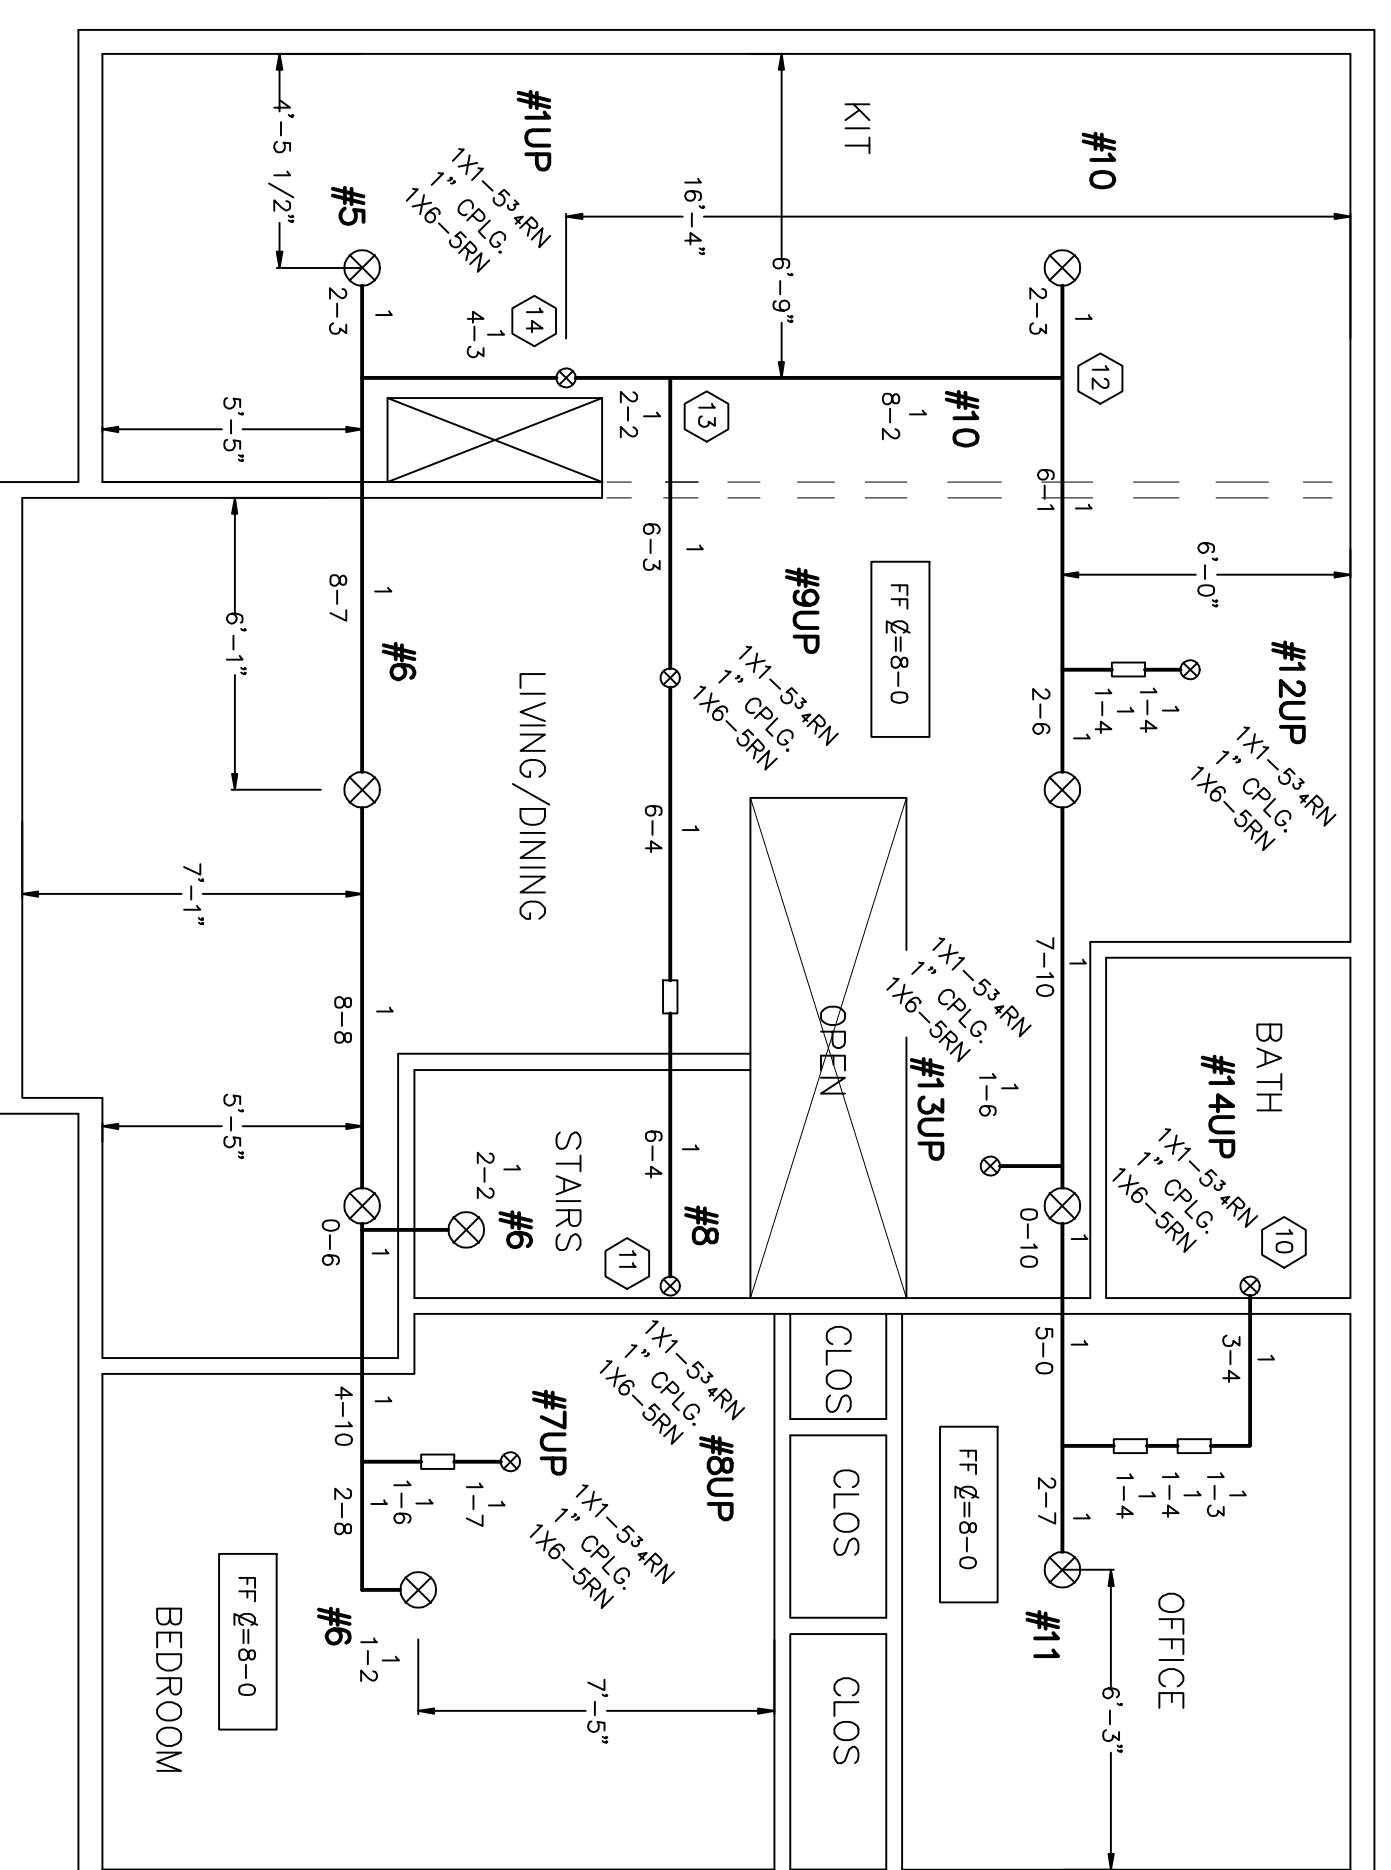 KIT
#10
2-3
1
12
#10
1
8-2
6-1
1
6'-0"
#12UP
1X1-5¾RN
1" CPLG.
1X6-5RN
1
1-4
1
1-4
2-6
1
7-10
1
BATH
#14UP
1X1-5¾RN
1" CPLG.
1X6-5RN
10
3-4
1
1X1-5¾RN
1" CPLG.
1X6-5RN
#13UP
1
1-6
0-10
1
5-0
1
1
1-3
1
1-4
1
1-4
2-7
1
#11
OFFICE
6'-3"
FF ℄=8-0
CLOS
CLOS
CLOS
OPEN
FF ℄=8-0
#1UP
1X1-5¾RN
1" CPLG.
1X6-5RN
16'-4"
6'-9"
14
1
4-3
13
1
2-2
6-3
1
#9UP
1X1-5¾RN
1" CPLG.
1X6-5RN
6-4
1
6-4
1
#8
11
1X1-5¾RN
1" CPLG.
1X6-5RN
#8UP
LIVING/DINING
STAIRS
4'-5 1/2"
#5
2-3
1
5'-5"
8-7
1
6'-1"
#6
7'-1"
8-8
1
5'-5"
1
2-2
#6
0-6
1
4-10
1
#7UP
1X1-5¾RN
1" CPLG.
1X6-5RN
1
1-7
1
1-6
2-8
1
#6
1
1-2
7'-5"
FF ℄=8-0
BEDROOM